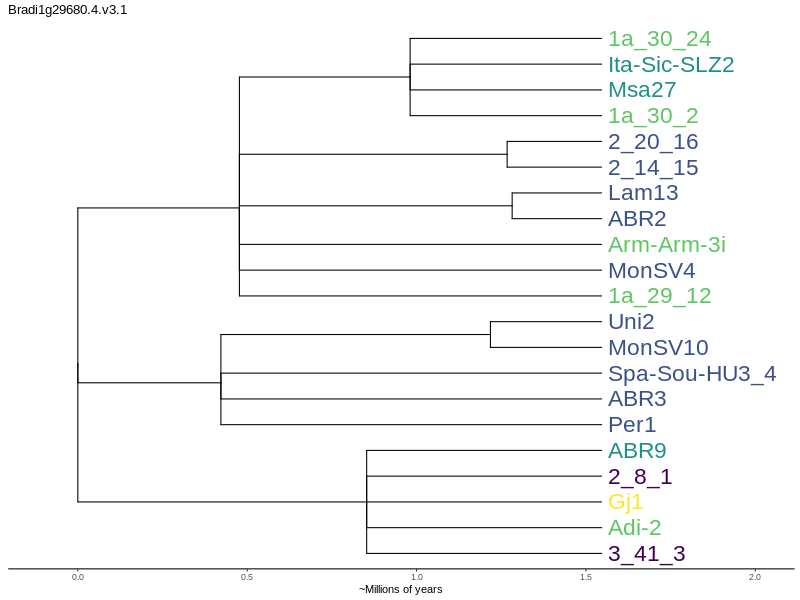 Bradi1g29680.4.v3.1
1a_30_24
Ita-Sic-SLZ2
Msa27
1a_30_2
2_20_16
2_14_15
Lam13
ABR2
Arm-Arm-3i
MonSV4
1a_29_12
Uni2
MonSV10
Spa-Sou-HU3_4
ABR3
Per1
ABR9
2_8_1
Gj1
Adi-2
3_41_3
0.0 0.5 1.0 1.5 2.0
~Millions of years